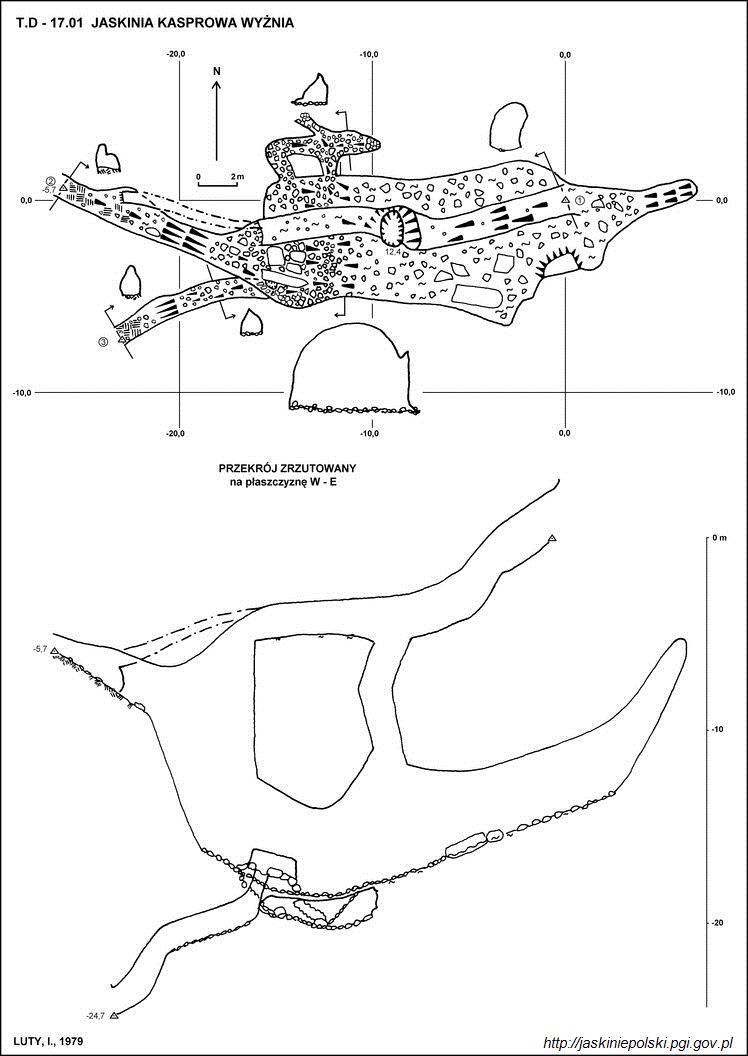 T.D - 17.01 JASKINIA KASPROWA WYŻNIA
-20,0
-10,0
0,0
N
0 2m
②
-5,7
0,0
①
0,0
12,4
③
-10,0
-10,0
-20,0
-10,0
0,0
PRZEKRÓJ ZRZUTOWANY
na płaszczyznę W - E
0 m
-5,7
-10
-20
-24,7
LUTY, I., 1979
http://jaskiniepolski.pgi.gov.pl